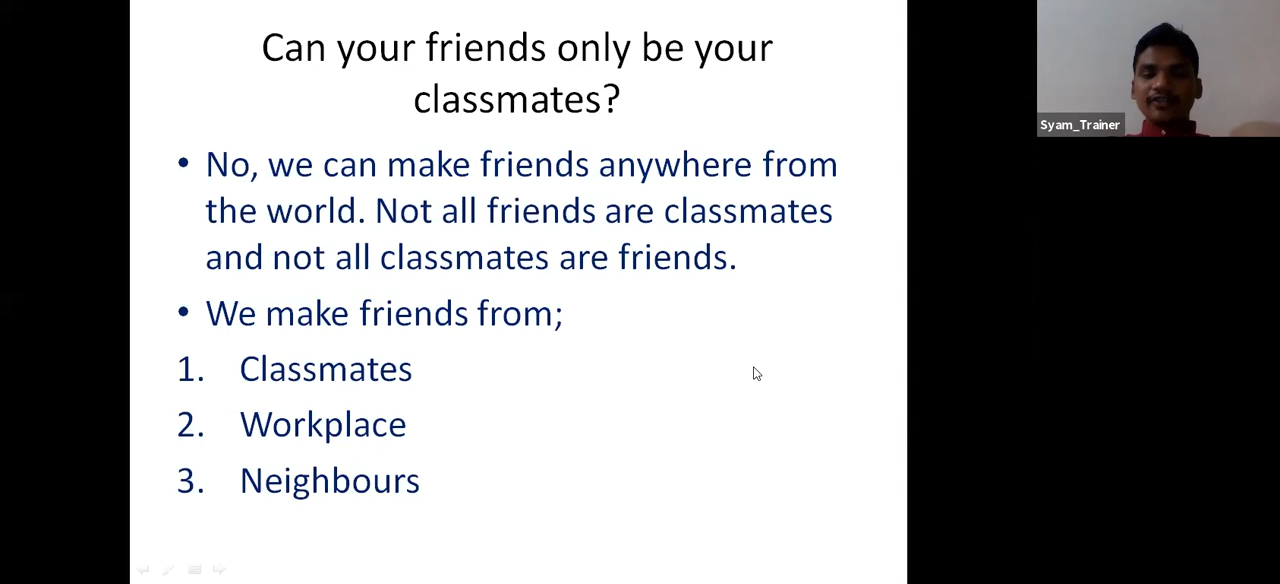 Can your friends only be your
classmates?
• No, we can make friends anywhere from
the world. Not all friends are classmates
and not all classmates are friends.
• We make friends from;
1. Classmates
2. Workplace
3. Neighbours
Syam_Trainer